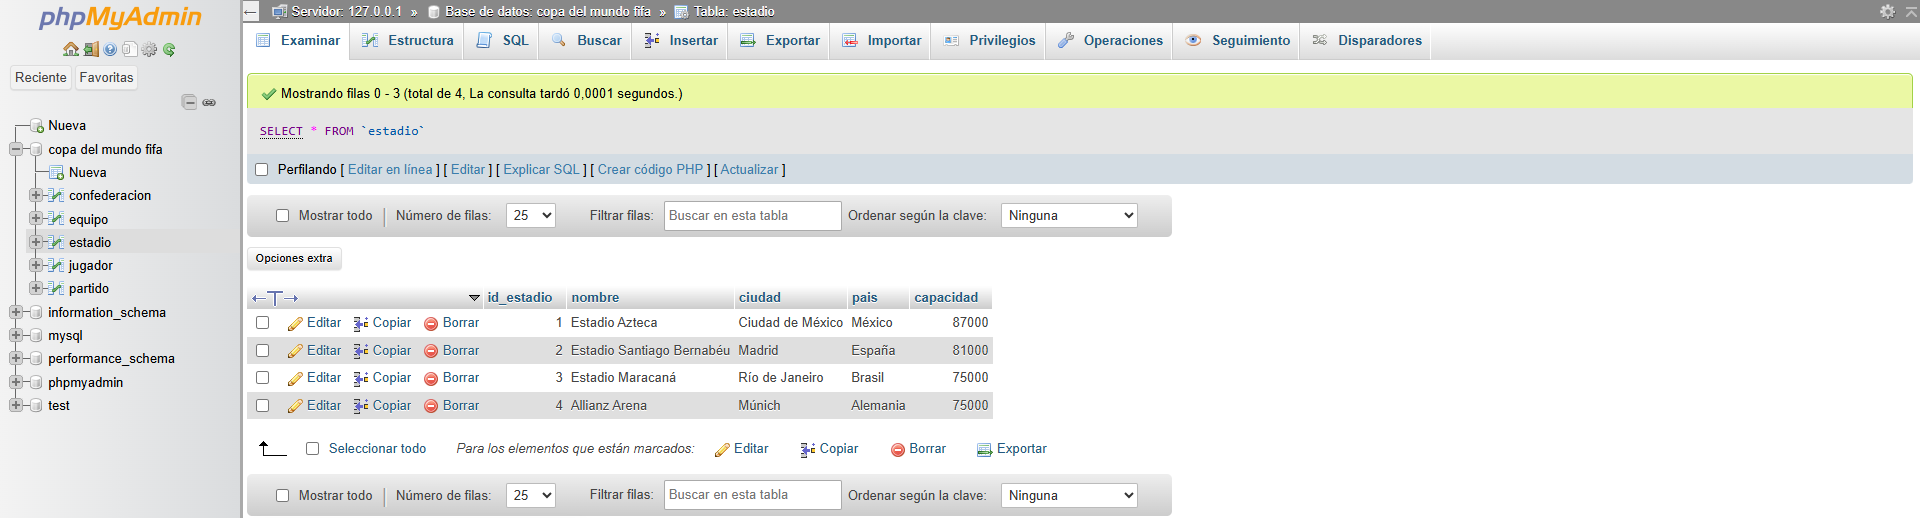 phpMyAdmin
Reciente Favoritas
Nueva
copa del mundo fifa
Nueva
confederacion
equipo
estadio
jugador
partido
information_schema
mysql
performance_schema
phpmyadmin
test
Servidor: 127.0.0.1 » Base de datos: copa del mundo fifa » Tabla: estadio
Examinar Estructura SQL Buscar Insertar Exportar Importar Privilegios Operaciones Seguimiento Disparadores
Mostrando filas 0 - 3 (total de 4, La consulta tardó 0,0001 segundos.)
SELECT * FROM `estadio`
Perfilando [ Editar en línea ] [ Editar ] [ Explicar SQL ] [ Crear código PHP ] [ Actualizar ]
Mostrar todo Número de filas: 25 Filtrar filas: Buscar en esta tabla Ordenar según la clave: Ninguna
Opciones extra
←T→ id_estadio nombre ciudad pais capacidad
Editar Copiar Borrar 1 Estadio Azteca Ciudad de México México 87000
Editar Copiar Borrar 2 Estadio Santiago Bernabéu Madrid España 81000
Editar Copiar Borrar 3 Estadio Maracaná Río de Janeiro Brasil 75000
Editar Copiar Borrar 4 Allianz Arena Múnich Alemania 75000
Seleccionar todo Para los elementos que están marcados: Editar Copiar Borrar Exportar
Mostrar todo Número de filas: 25 Filtrar filas: Buscar en esta tabla Ordenar según la clave: Ninguna